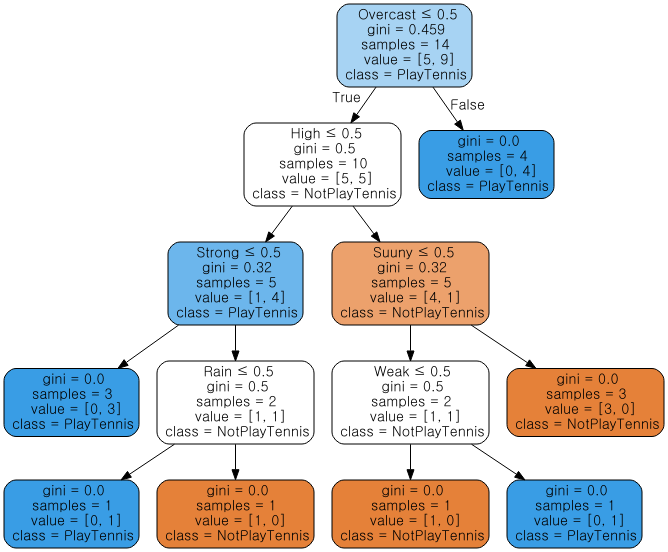 Overcast ≤ 0.5
gini = 0.459
samples = 14
value = [5, 9]
class = PlayTennis
True
False
High ≤ 0.5
gini = 0.5
samples = 10
value = [5, 5]
class = NotPlayTennis
gini = 0.0
samples = 4
value = [0, 4]
class = PlayTennis
Strong ≤ 0.5
gini = 0.32
samples = 5
value = [1, 4]
class = PlayTennis
Suuny ≤ 0.5
gini = 0.32
samples = 5
value = [4, 1]
class = NotPlayTennis
gini = 0.0
samples = 3
value = [0, 3]
class = PlayTennis
Rain ≤ 0.5
gini = 0.5
samples = 2
value = [1, 1]
class = NotPlayTennis
Weak ≤ 0.5
gini = 0.5
samples = 2
value = [1, 1]
class = NotPlayTennis
gini = 0.0
samples = 3
value = [3, 0]
class = NotPlayTennis
gini = 0.0
samples = 1
value = [0, 1]
class = PlayTennis
gini = 0.0
samples = 1
value = [1, 0]
class = NotPlayTennis
gini = 0.0
samples = 1
value = [1, 0]
class = NotPlayTennis
gini = 0.0
samples = 1
value = [0, 1]
class = PlayTennis